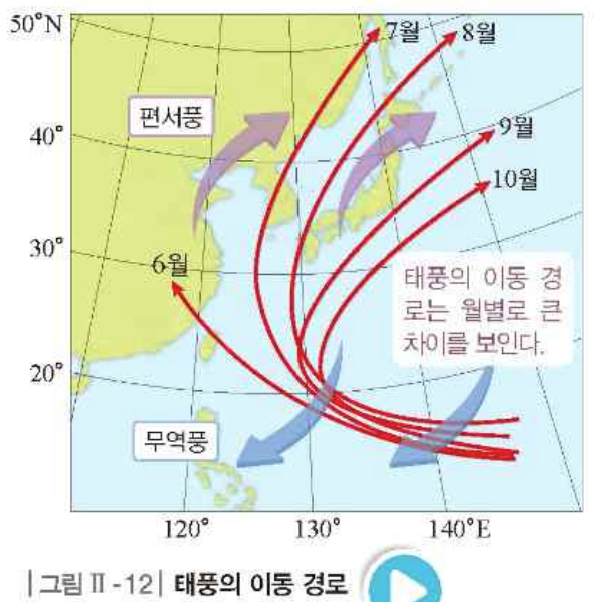 50°N
7월
8월
편서풍
40°
9월
10월
30°
6월
태풍의 이동 경
로는 월별로 큰
차이를 보인다.
20°
무역풍
120°
130°
140°E
|그림 Ⅱ-12| 태풍의 이동 경로